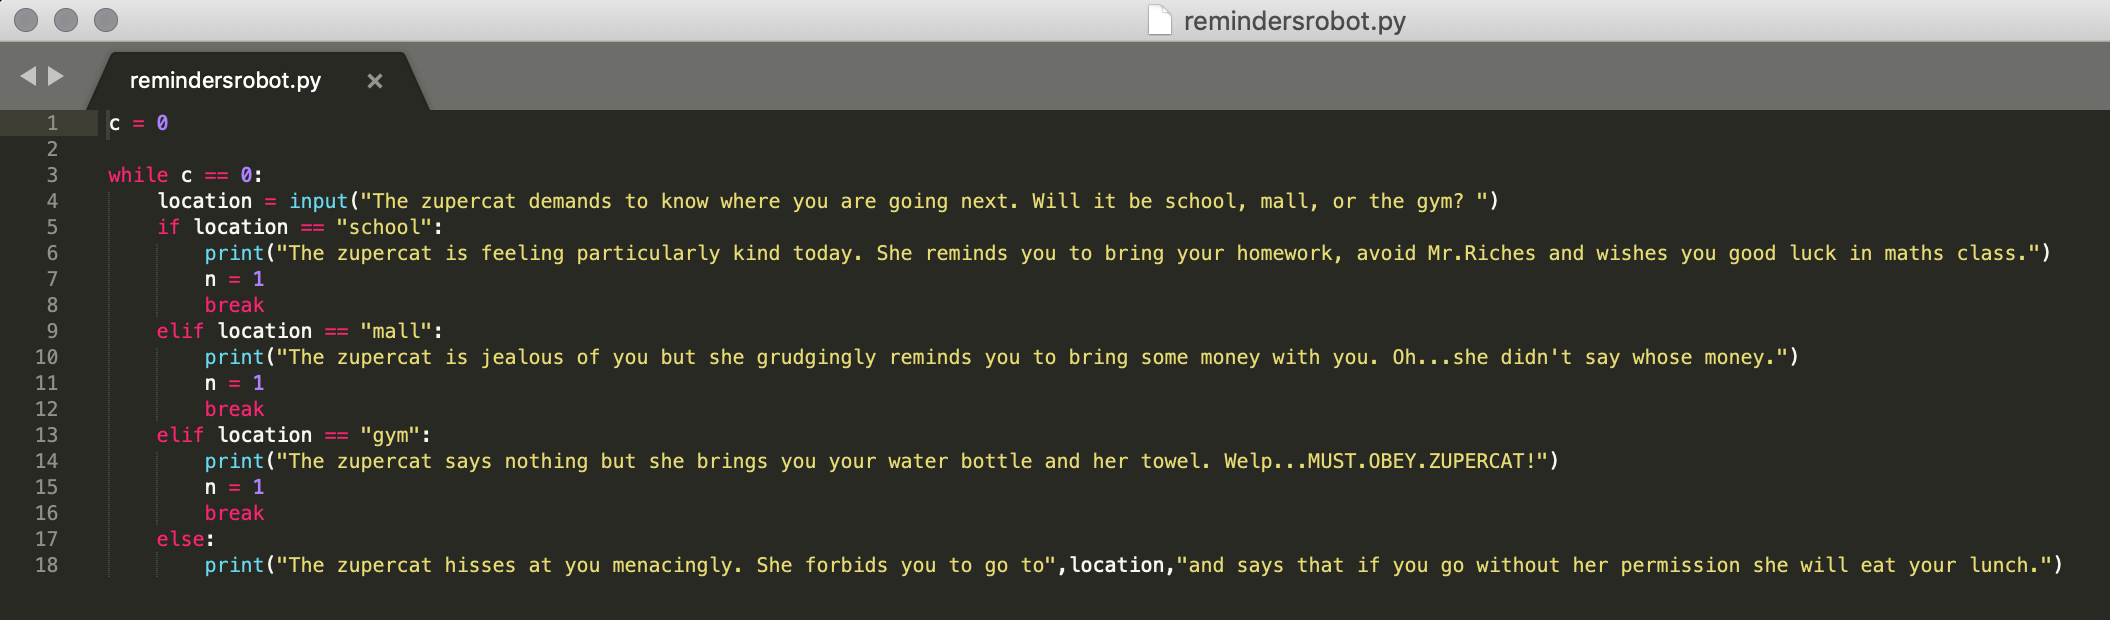 remindersrobot.py
remindersrobot.py ×
1 c = 0
2
3 while c == 0:
4     location = input("The zupercat demands to know where you are going next. Will it be school, mall, or the gym? ")
5     if location == "school":
6         print("The zupercat is feeling particularly kind today. She reminds you to bring your homework, avoid Mr.Riches and wishes you good luck in maths class.")
7         n = 1
8         break
9     elif location == "mall":
10         print("The zupercat is jealous of you but she grudgingly reminds you to bring some money with you. Oh...she didn't say whose money.")
11         n = 1
12         break
13     elif location == "gym":
14         print("The zupercat says nothing but she brings you your water bottle and her towel. Welp...MUST.OBEY.ZUPERCAT!")
15         n = 1
16         break
17     else:
18         print("The zupercat hisses at you menacingly. She forbids you to go to",location,"and says that if you go without her permission she will eat your lunch.")